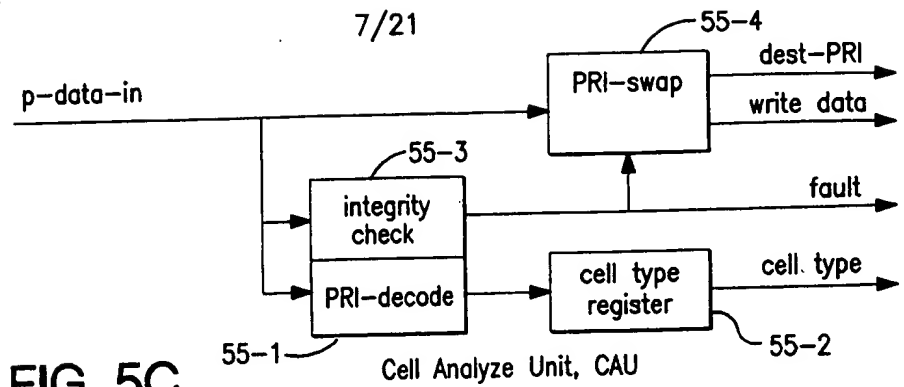 7/21
55-4
p-data-in
PRI-swap
dest-PRI
write data
55-3
integrity
check
fault
PRI-decode
cell type
register
cell type
55-1
55-2
FIG. 5C
Cell Analyze Unit, CAU